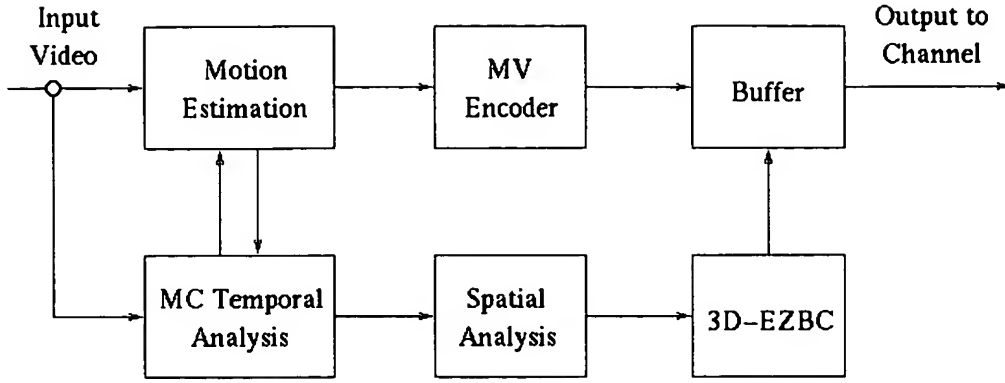 Input
Video
Motion
Estimation
MV
Encoder
Buffer
Output to
Channel
MC Temporal
Analysis
Spatial
Analysis
3D-EZBC